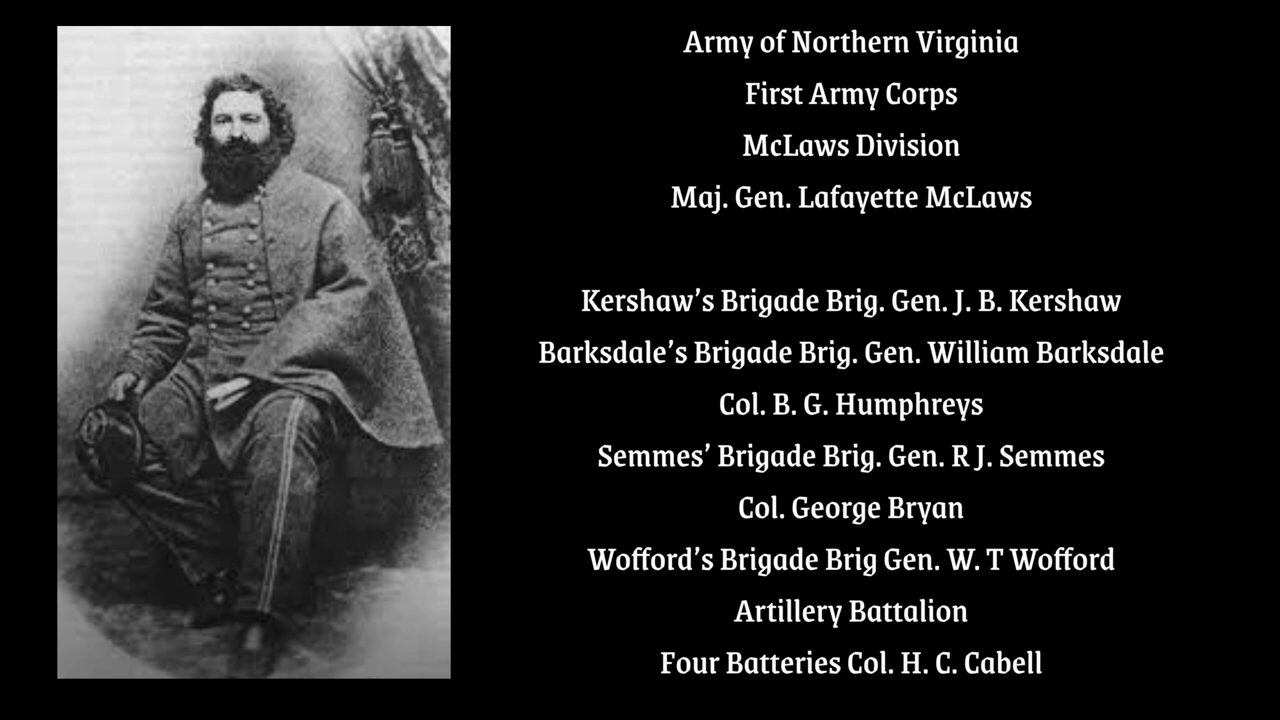 Army of Northern Virginia
First Army Corps
McLaws Division
Maj. Gen. Lafayette McLaws
Kershaw’s Brigade Brig. Gen. J. B. Kershaw
Barksdale’s Brigade Brig. Gen. William Barksdale
Col. B. G. Humphreys
Semmes’ Brigade Brig. Gen. R J. Semmes
Col. George Bryan
Wofford’s Brigade Brig Gen. W. T Wofford
Artillery Battalion
Four Batteries Col. H. C. Cabell